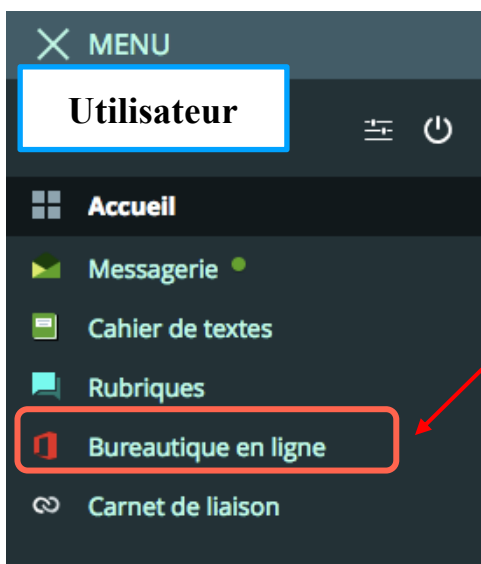 MENU
Utilisateur
Accueil
Messagerie
Cahier de textes
Rubriques
Bureautique en ligne
Carnet de liaison